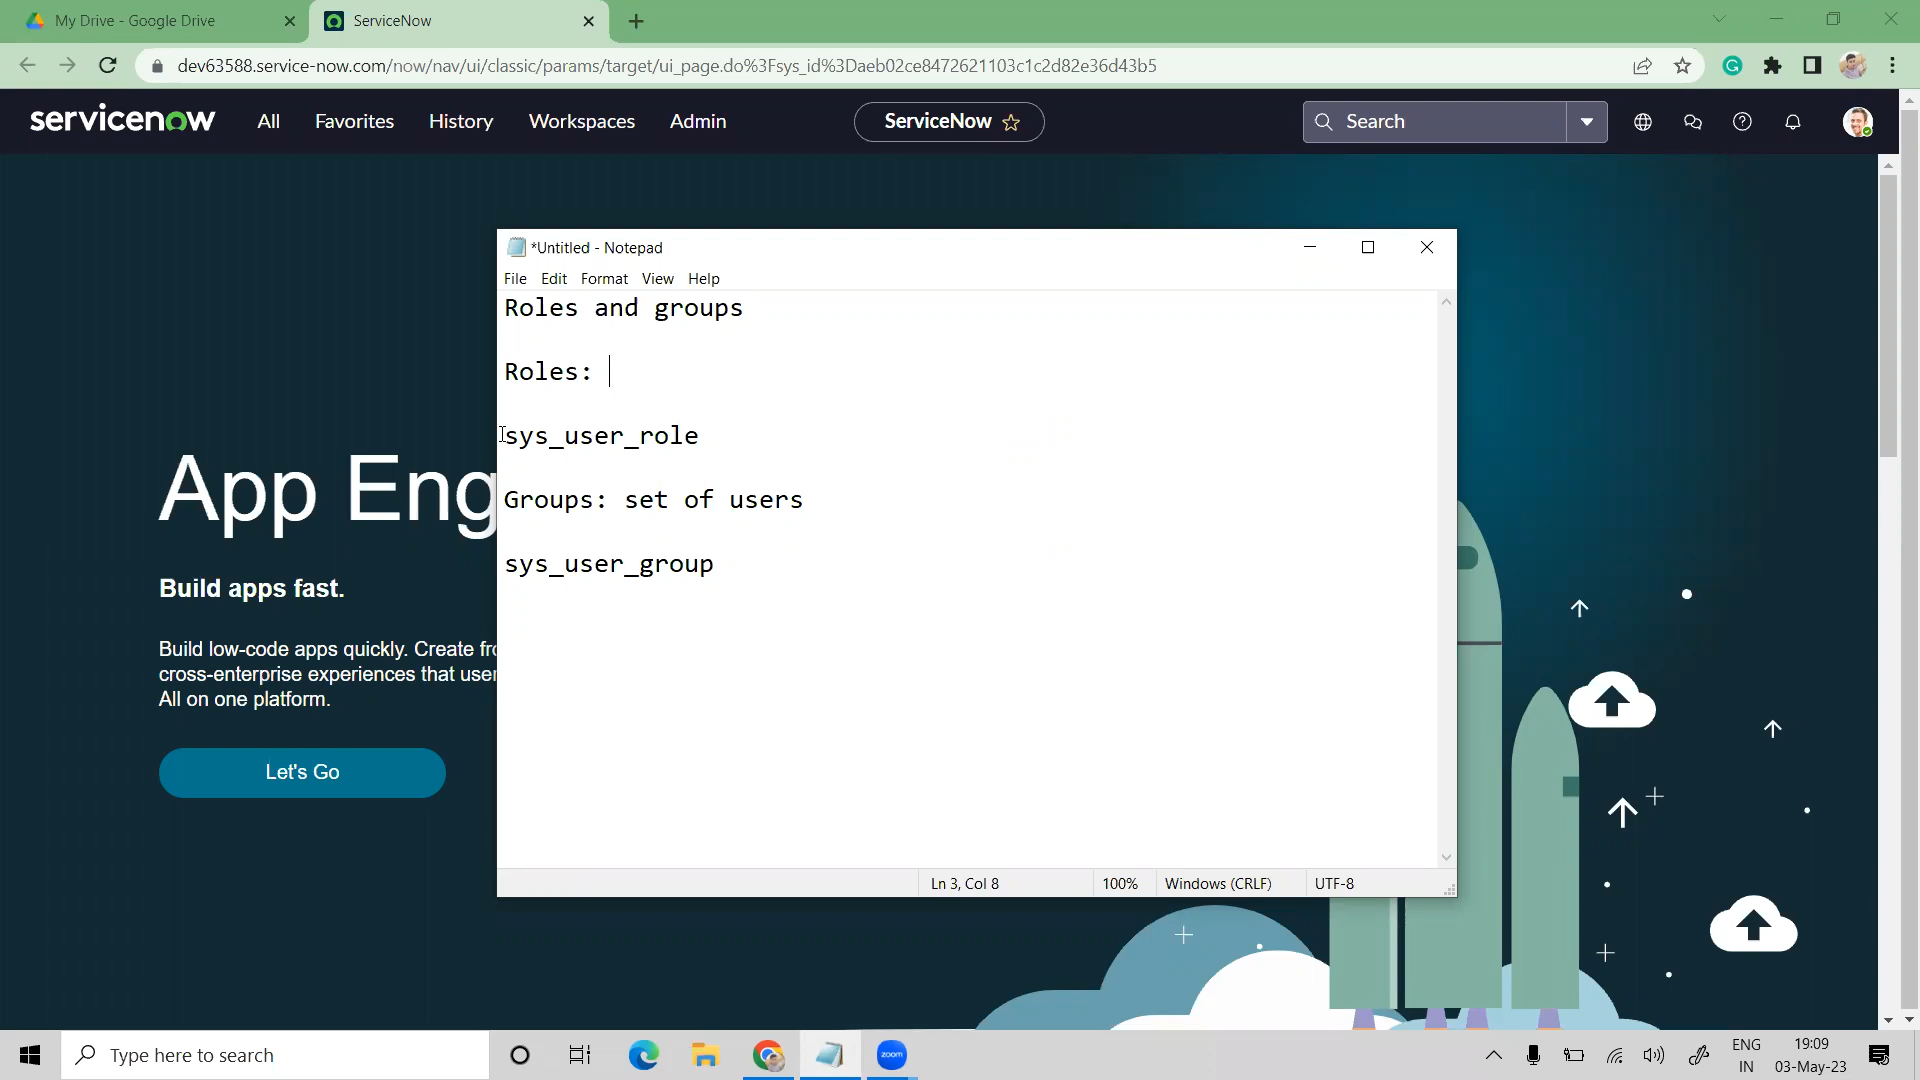 My Drive - Google Drive
ServiceNow
dev63588.service-now.com/now/nav/ui/classic/params/target/ui_page.do%3Fsys_id%3Daeb02ce8472621103c1c2d82e36d43b5
servicenow All Favorites History Workspaces Admin ServiceNow Search
*Untitled - Notepad
File Edit Format View Help
Roles and groups
Roles:
sys_user_role
Groups: set of users
sys_user_group
Ln 3, Col 8 100% Windows (CRLF) UTF-8
App Eng
Build apps fast.
Build low-code apps quickly. Create fro
cross-enterprise experiences that user
All on one platform.
Let's Go
Type here to search
zoom
ENG
IN
19:09
03-May-23